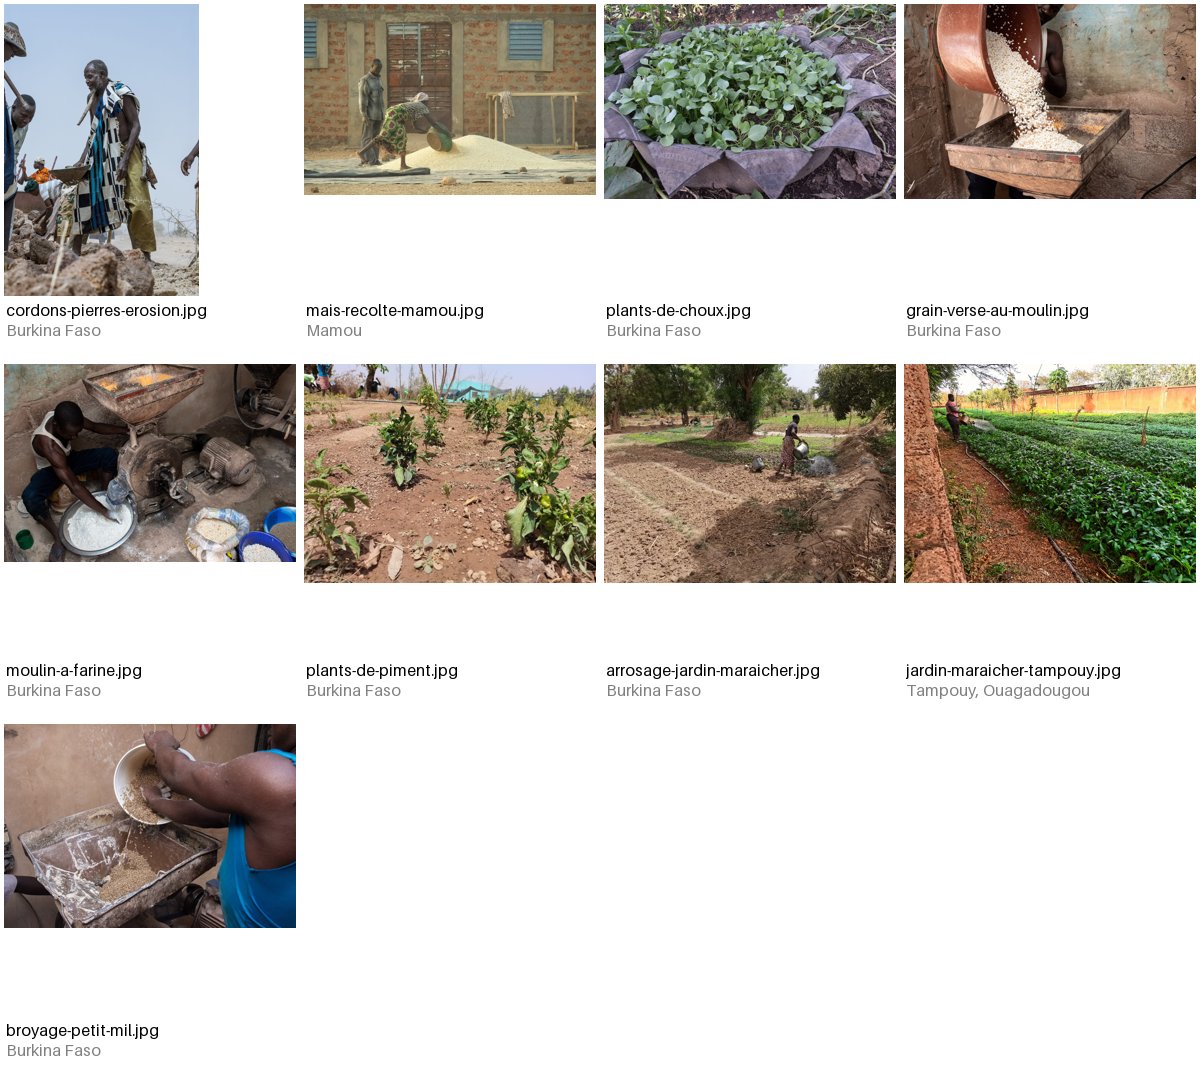 cordons-pierres-erosion.jpg
Burkina Faso
mais-recolte-mamou.jpg
Mamou
plants-de-choux.jpg
Burkina Faso
grain-verse-au-moulin.jpg
Burkina Faso
moulin-a-farine.jpg
Burkina Faso
plants-de-piment.jpg
Burkina Faso
arrosage-jardin-maraicher.jpg
Burkina Faso
jardin-maraicher-tampouy.jpg
Tampouy, Ouagadougou
broyage-petit-mil.jpg
Burkina Faso